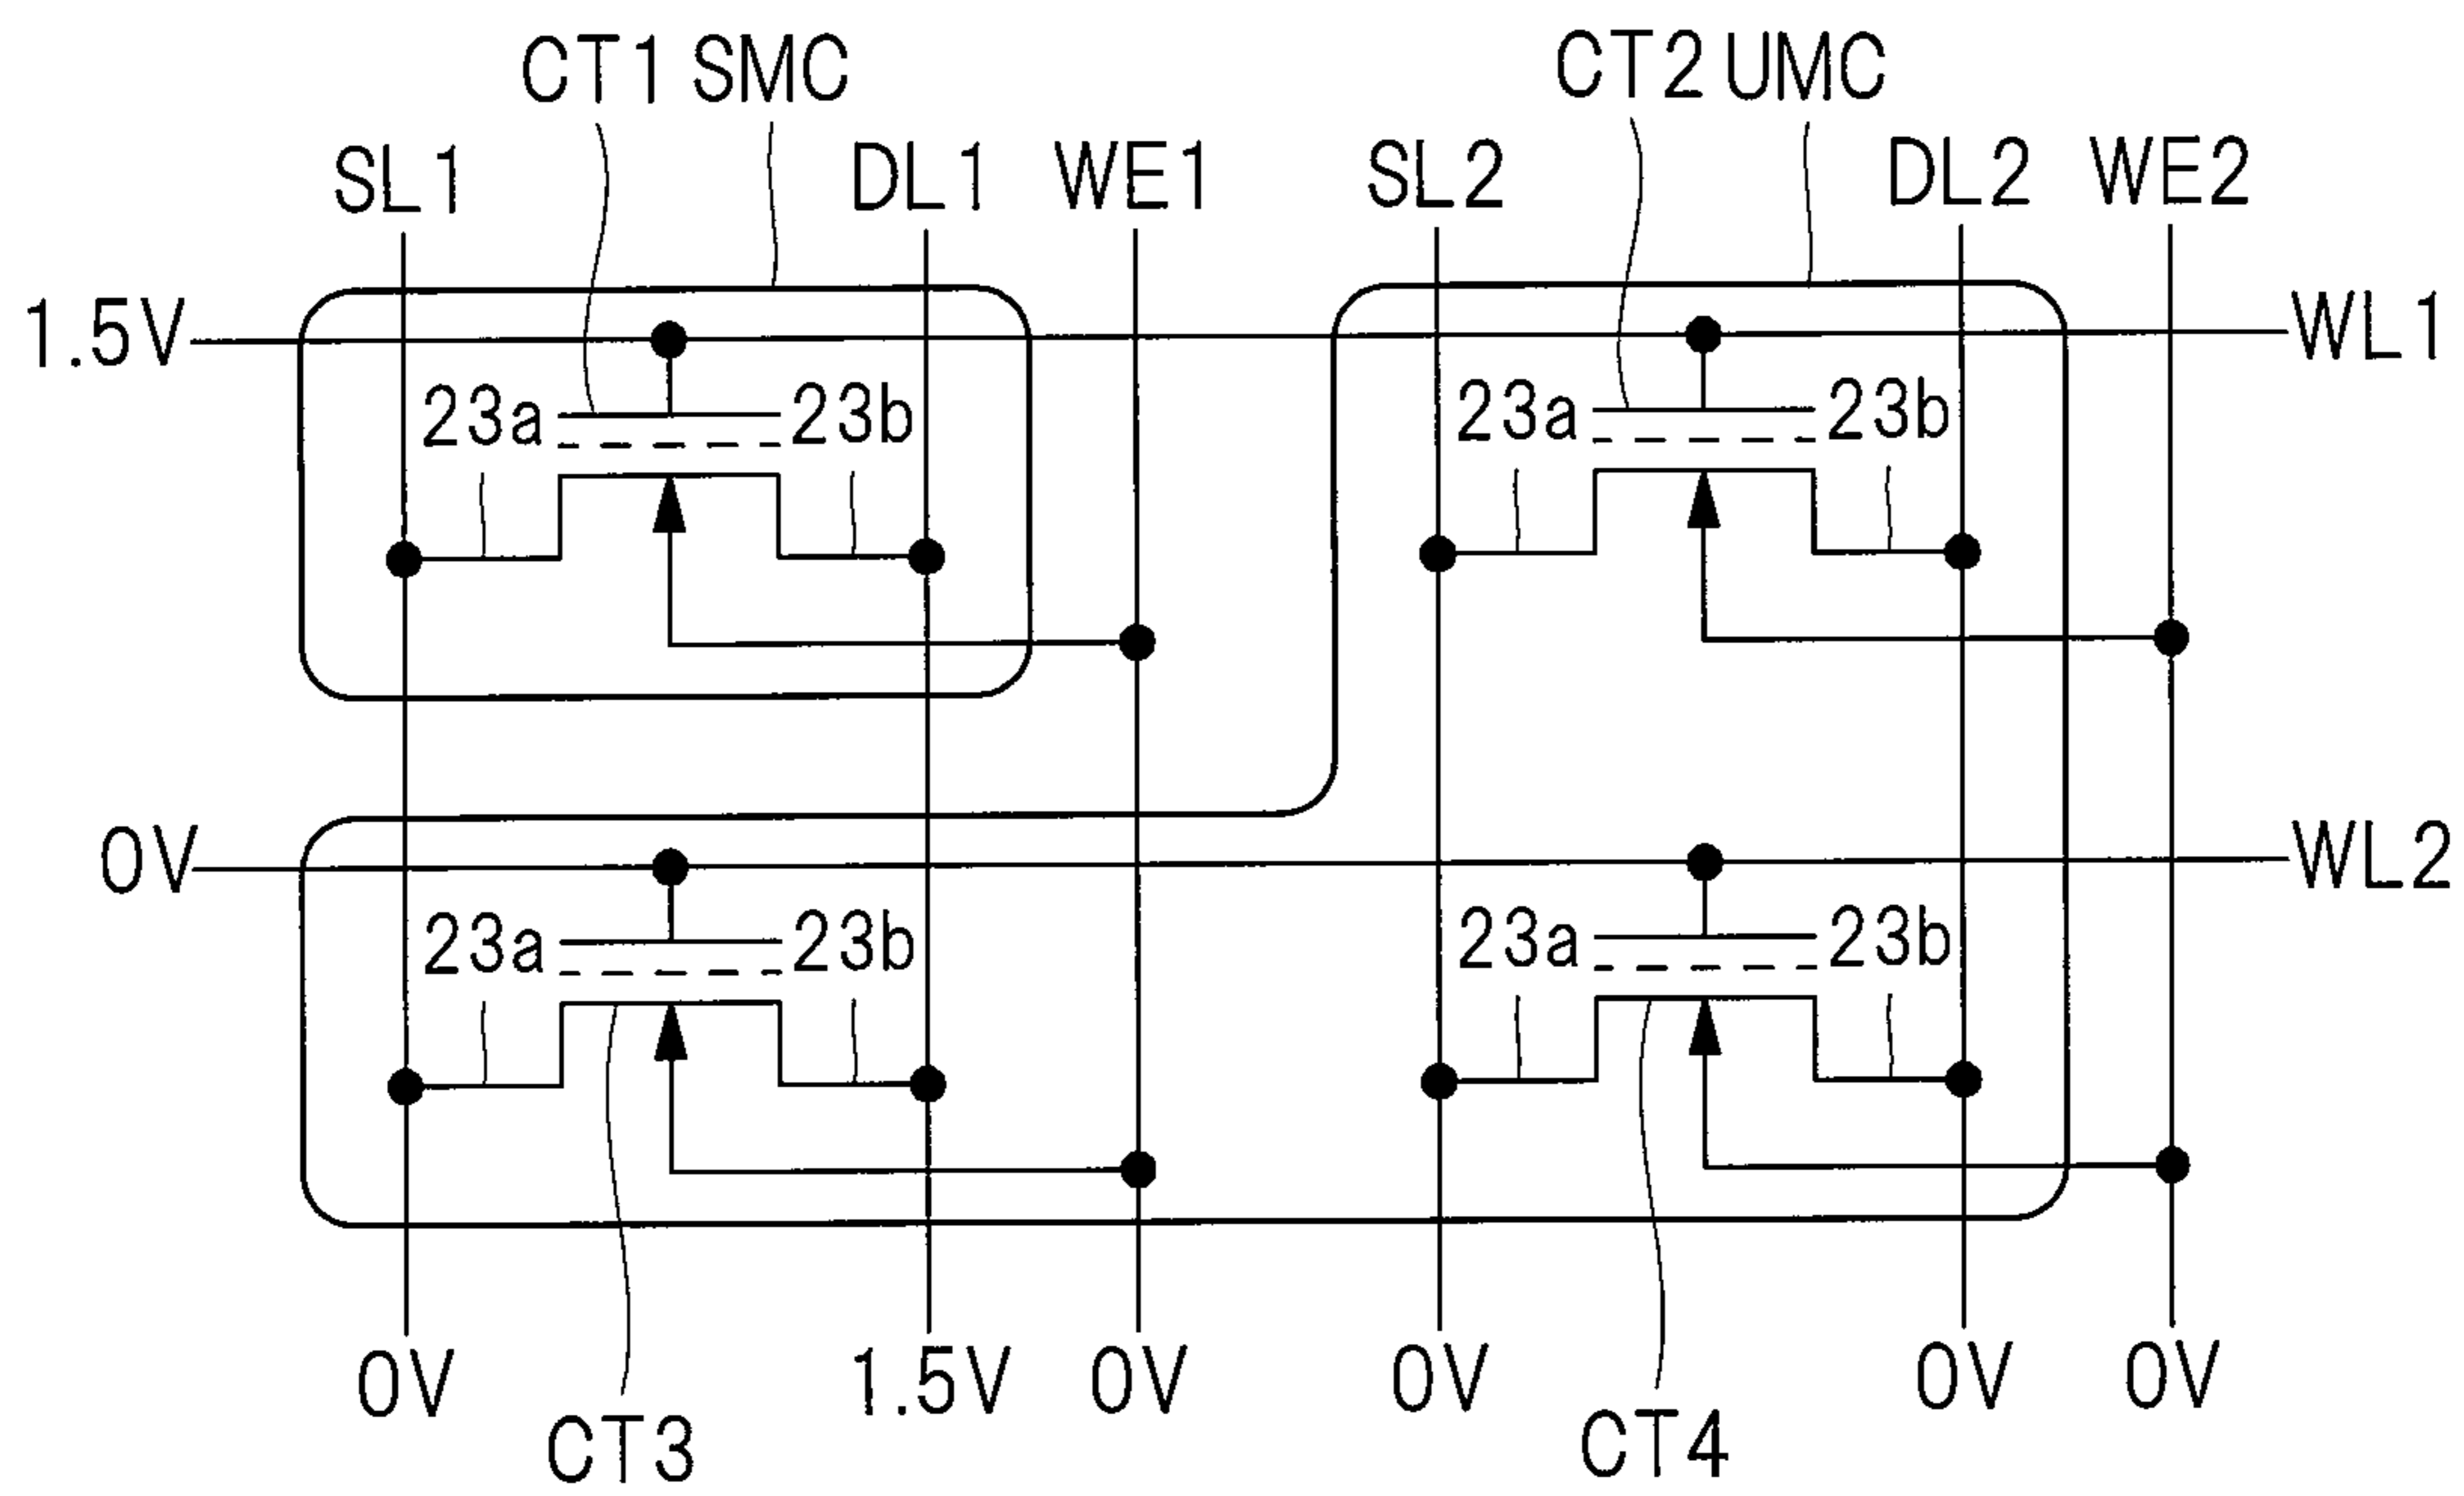 CT1 SMC CT2 UMC
SL1 DL1 WE1 SL2 DL2 WE2
1.5V WL1
23a 23b 23a 23b
0V WL2
23a 23b 23a 23b
0V 1.5V 0V 0V 0V 0V
CT3 CT4